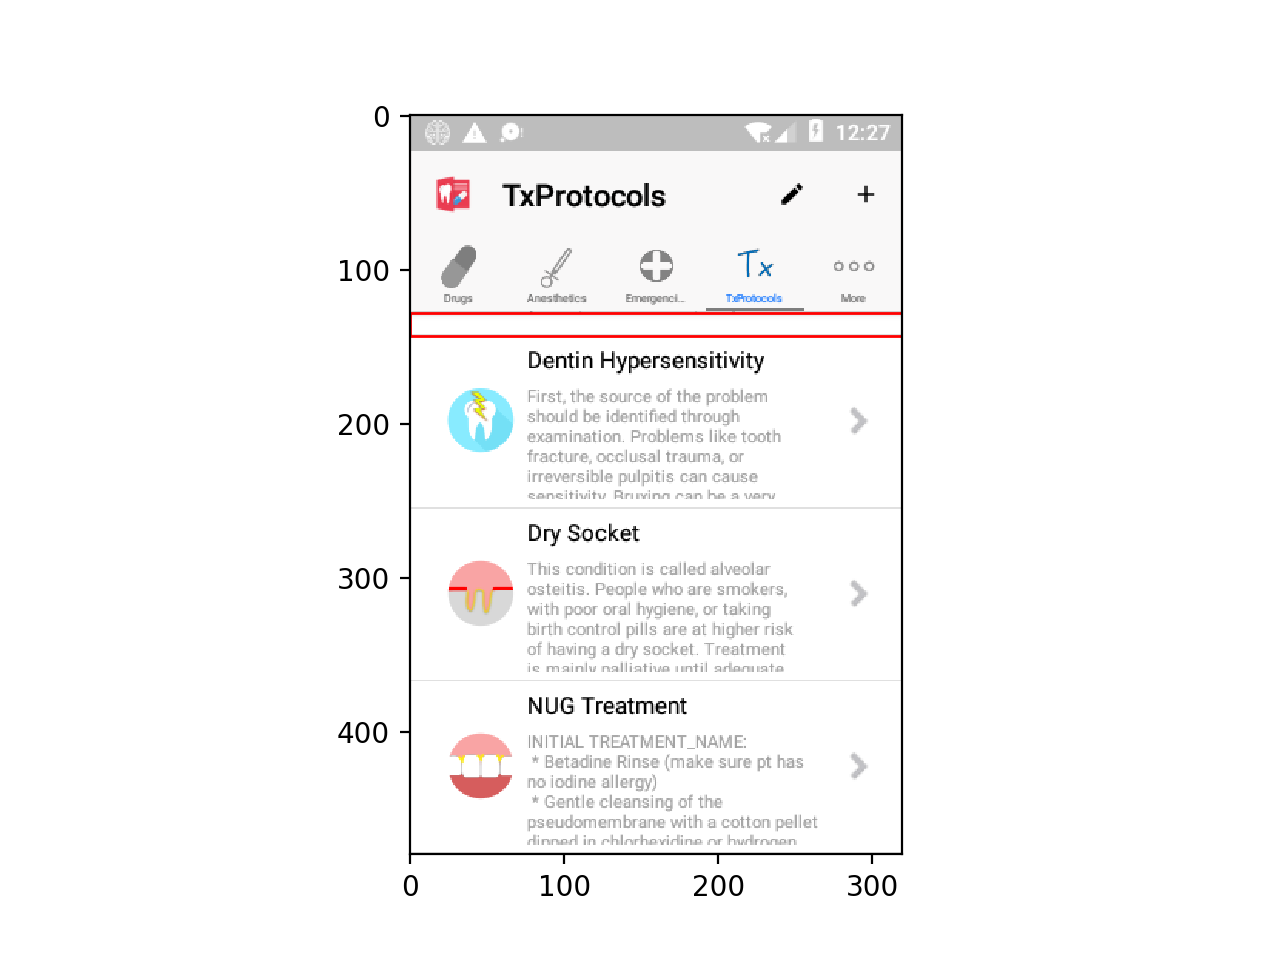 0
12:27
TxProtocols
+
100
Tx
Drugs
Anesthetics
Emergenci...
TxProtocols
More
Dentin Hypersensitivity
First, the source of the problem
should be identified through
200
examination. Problems like tooth
fracture, occlusal trauma, or
irreversible pulpitis can cause
sensitivity. Bruxing can be a very
Dry Socket
This condition is called alveolar
300
osteitis. People who are smokers,
with poor oral hygiene, or taking
birth control pills are at higher risk
of having a dry socket. Treatment
is mainly palliative until adequate
NUG Treatment
400
INITIAL TREATMENT_NAME:
* Betadine Rinse (make sure pt has
no iodine allergy)
* Gentle cleansing of the
pseudomembrane with a cotton pellet
dipped in chlorhexidine or hydrogen
0 100 200 300